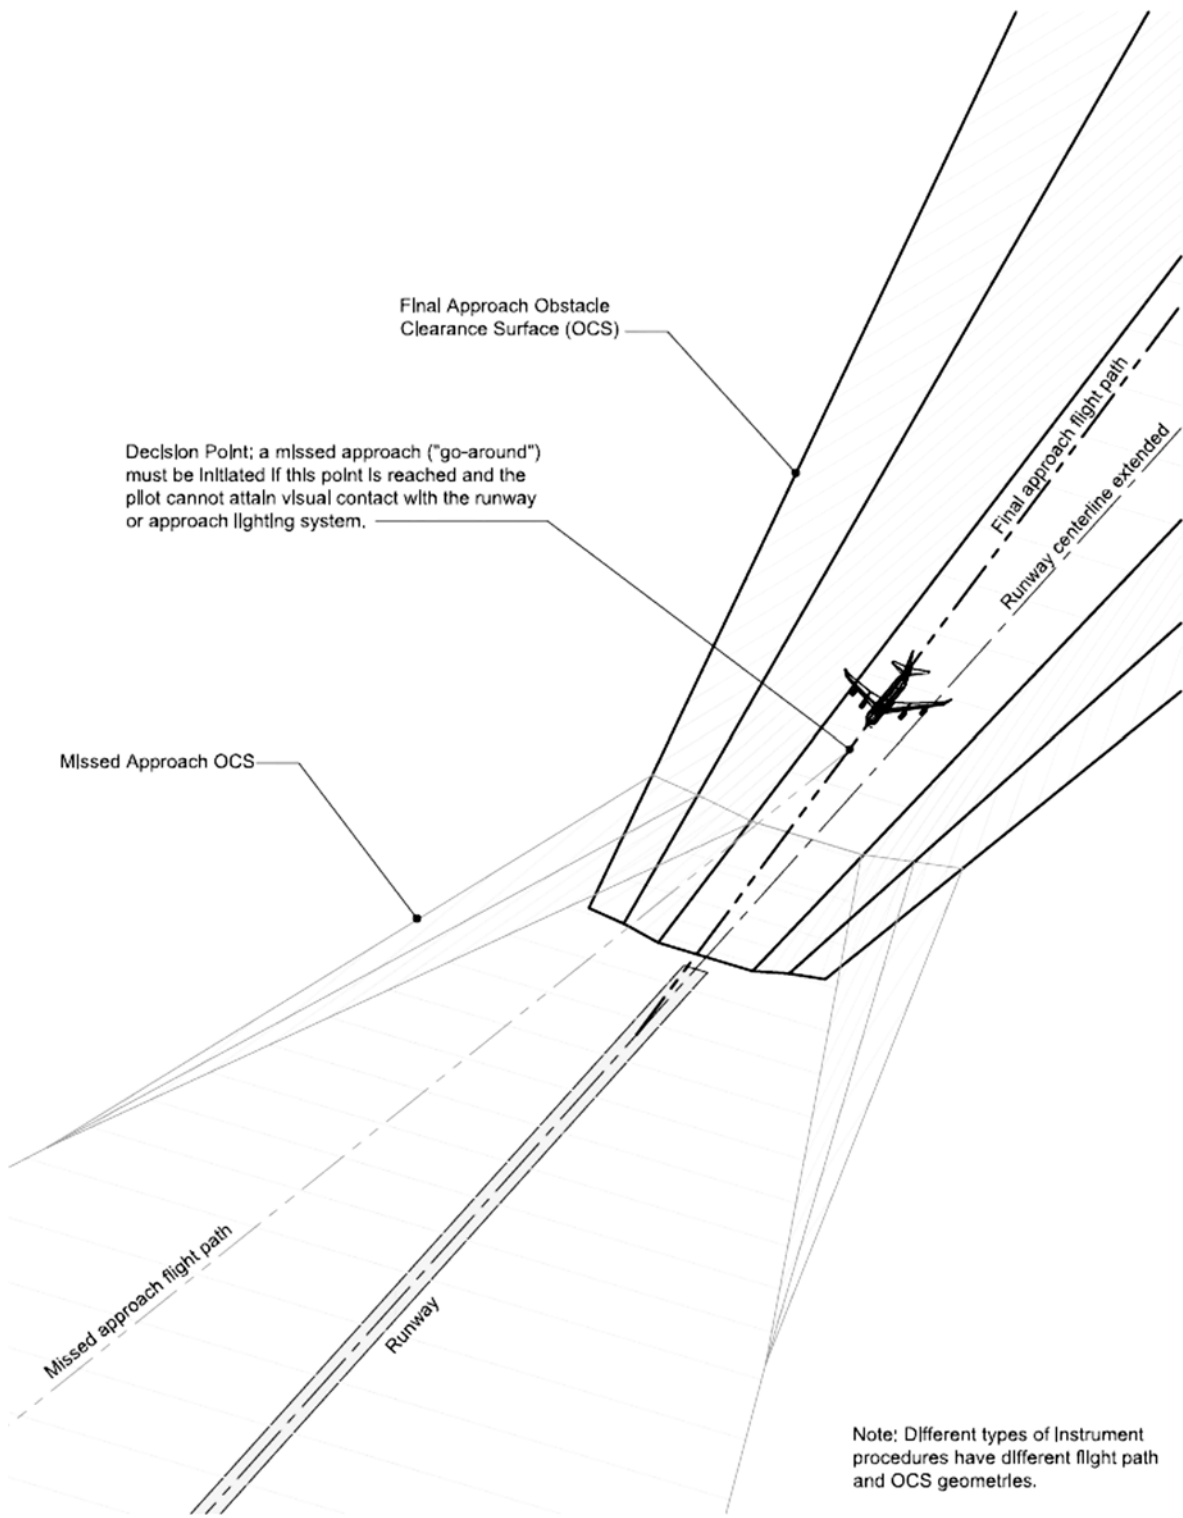 Final Approach Obstacle
Clearance Surface (OCS)
Final approach flight path
Runway centerline extended
Decision Point; a missed approach ("go-around")
must be initiated if this point is reached and the
pilot cannot attain visual contact with the runway
or approach lighting system.
Missed Approach OCS
Missed approach flight path
Runway
Note: Different types of instrument
procedures have different flight path
and OCS geometries.